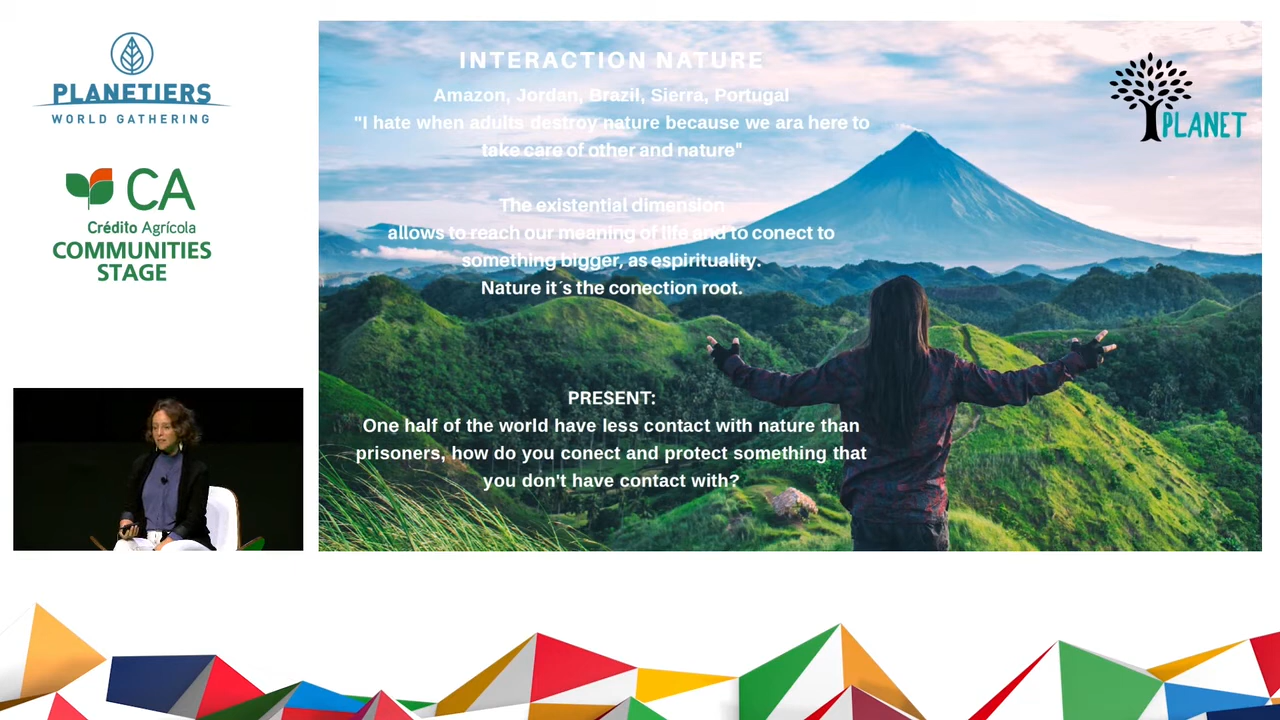 PLANETIERS
WORLD GATHERING
CA
Crédito Agrícola
COMMUNITIES
STAGE
INTERACTION NATURE
Amazon, Jordan, Brazil, Sierra, Portugal
"I hate when adults destroy nature because we ara here to
take care of other and nature"
The existential dimension
allows to reach our meaning of life and to conect to
something bigger, as espirituality.
Nature it´s the conection root.
PRESENT:
One half of the world have less contact with nature than
prisoners, how do you conect and protect something that
you don't have contact with?
PLANET